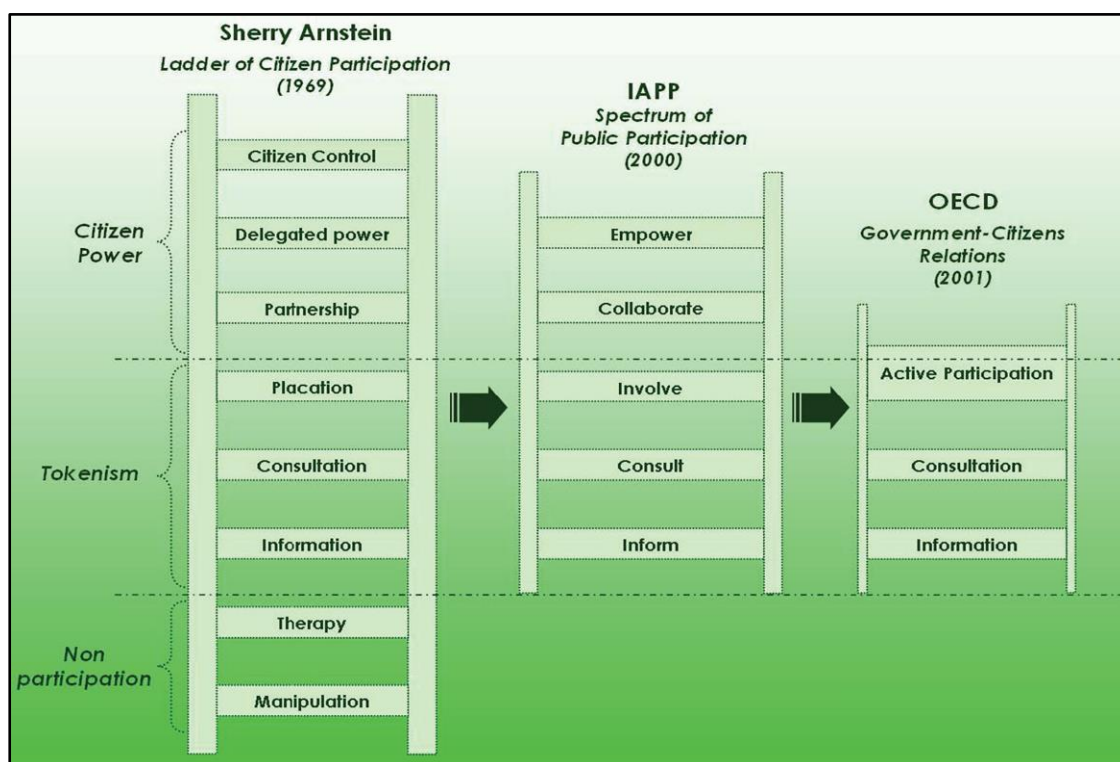 Sherry Arnstein
Ladder of Citizen Participation
(1969)
Citizen Control
Delegated power
Partnership
Placation
Consultation
Information
Therapy
Manipulation
Citizen
Power
Tokenism
Non
participation
IAPP
Spectrum of
Public Participation
(2000)
Empower
Collaborate
Involve
Consult
Inform
OECD
Government-Citizens
Relations
(2001)
Active Participation
Consultation
Information